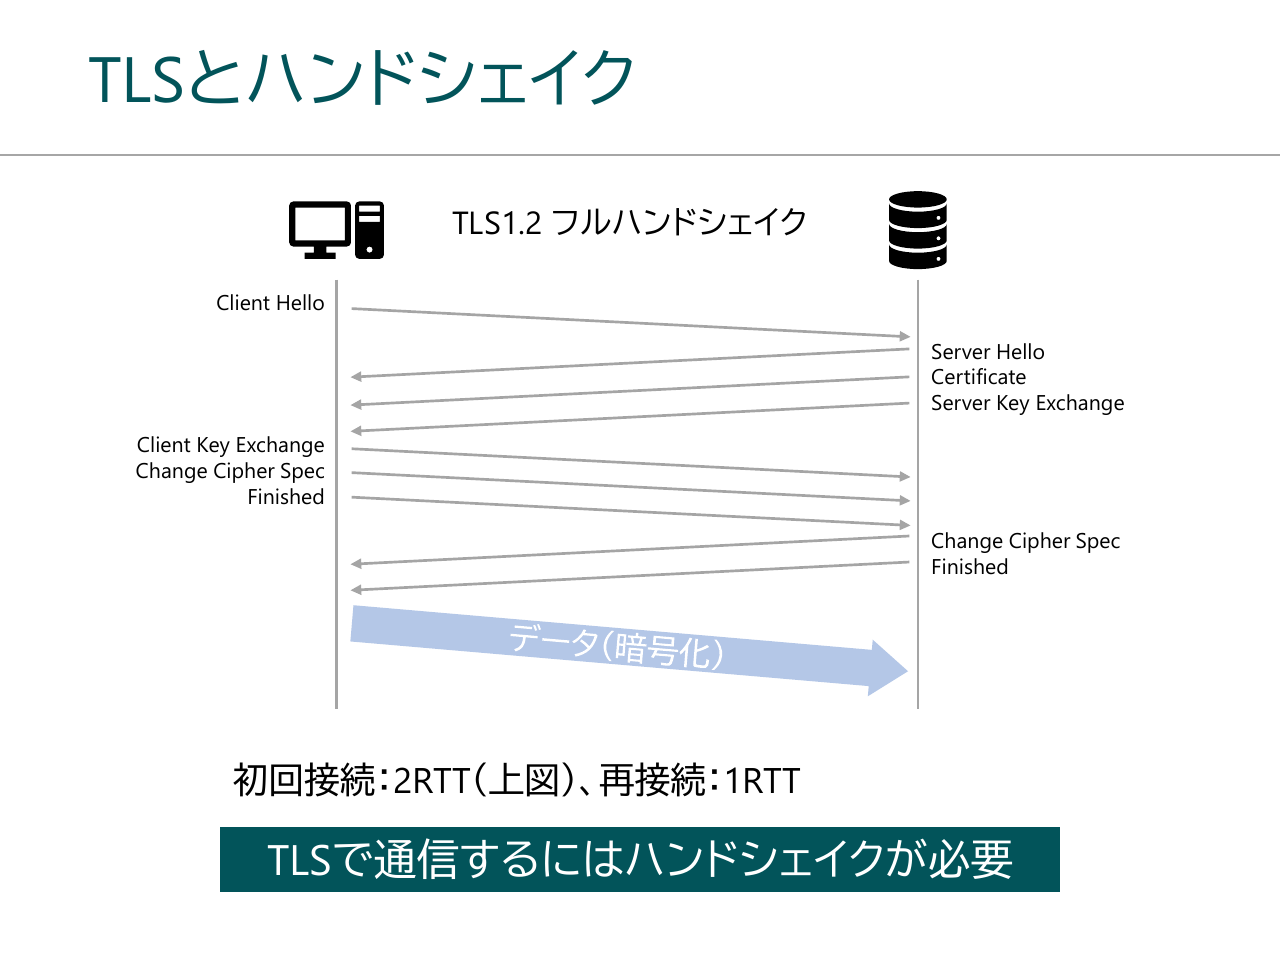 TLSとハンドシェイク
TLS1.2 フルハンドシェイク
Client Hello
Server Hello
Certificate
Server Key Exchange
Client Key Exchange
Change Cipher Spec
Finished
Change Cipher Spec
Finished
データ(暗号化)
初回接続:2RTT(上図)、再接続:1RTT
TLSで通信するにはハンドシェイクが必要